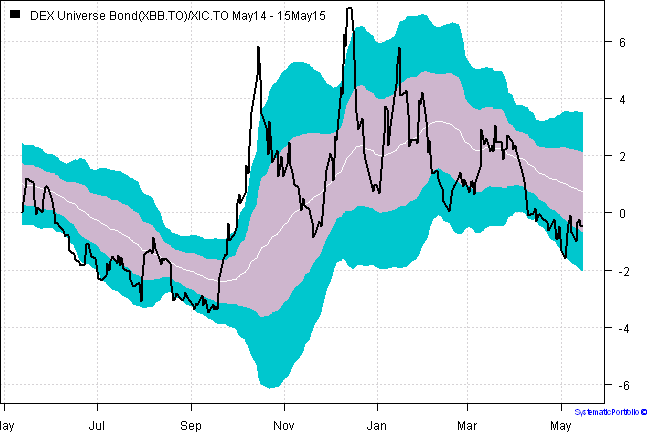 DEX Universe Bond(XBB.TO)/XIC.TO May14 - 15May15
6
4
2
0
-2
-4
-6
lay Jul Sep Nov Jan Mar May
SystematicPortfolio ©